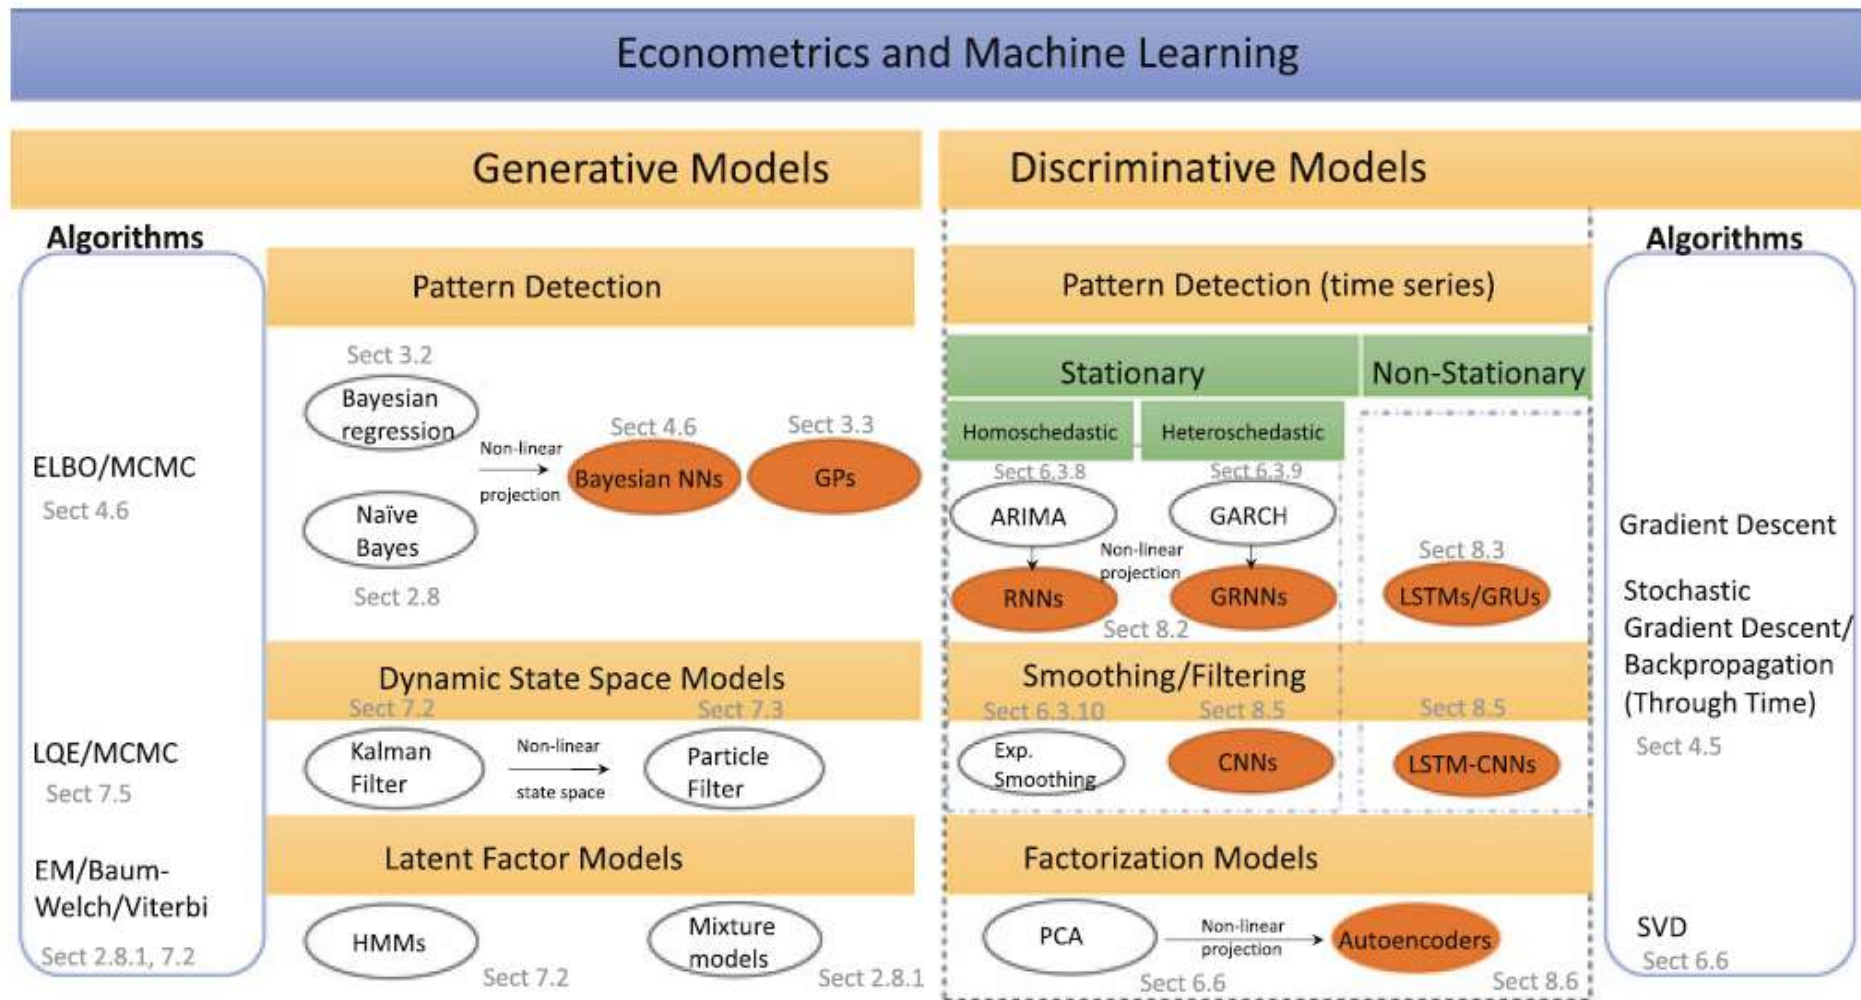 Econometrics and Machine Learning
Generative Models
Algorithms
ELBO/MCMC
Sect 4.6
LQE/MCMC
Sect 7.5
EM/Baum-
Welch/Viterbi
Sect 2.8.1, 7.2
Pattern Detection
Sect 3.2
Bayesian
regression
Naïve
Bayes
Sect 2.8
Non-linear
projection
Sect 4.6
Bayesian NNs
Sect 3.3
GPs
Dynamic State Space Models
Sect 7.2
Kalman
Filter
Non-linear
state space
Sect 7.3
Particle
Filter
Latent Factor Models
HMMs
Sect 7.2
Mixture
models
Sect 2.8.1
Discriminative Models
Pattern Detection (time series)
Stationary
Non-Stationary
Homoschedastic
Heteroschedastic
Sect 6.3.8
ARIMA
Sect 6.3.9
GARCH
Non-linear
projection
RNNs
GRNNs
Sect 8.2
Sect 8.3
LSTMs/GRUs
Smoothing/Filtering
Sect 6.3.10
Exp.
Smoothing
Sect 8.5
CNNs
Sect 8.5
LSTM-CNNs
Factorization Models
PCA
Sect 6.6
Non-linear
projection
Autoencoders
Sect 8.6
Algorithms
Gradient Descent
Stochastic
Gradient Descent/
Backpropagation
(Through Time)
Sect 4.5
SVD
Sect 6.6